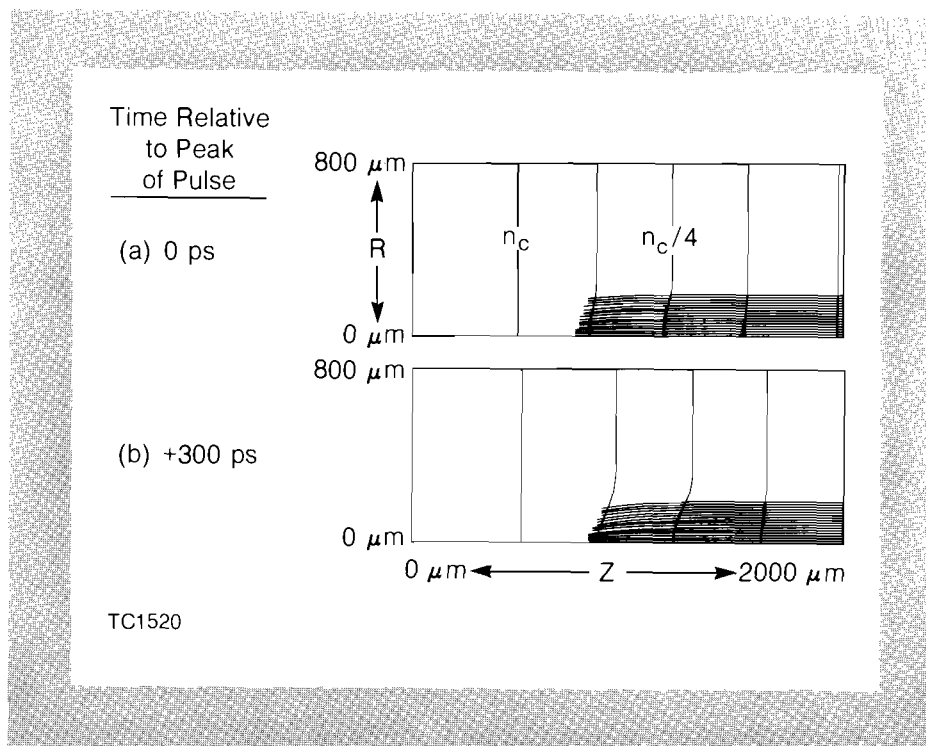 Time Relative
to Peak
of Pulse
(a) 0 ps
800 μm
R
0 μm
n_c
n_c/4
(b) +300 ps
800 μm
0 μm
0 μm
Z
2000 μm
TC1520